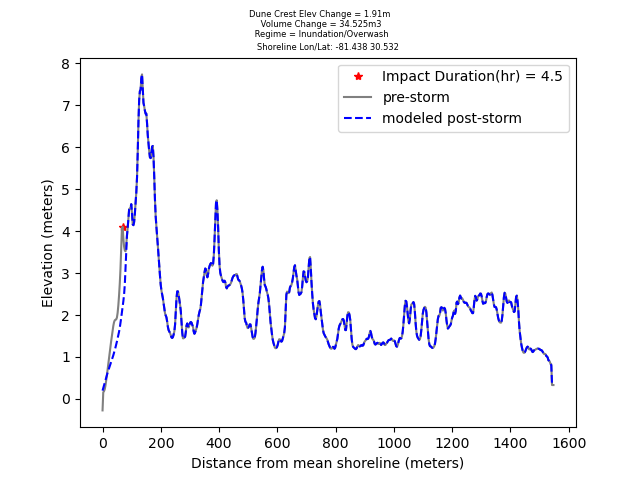 Dune Crest Elev Change = 1.91m
Volume Change = 34.525m3
Regime = Inundation/Overwash
Shoreline Lon/Lat: -81.438 30.532
Impact Duration(hr) = 4.5
pre-storm
modeled post-storm
8
7
6
5
4
3
2
1
0
Elevation (meters)
0 200 400 600 800 1000 1200 1400 1600
Distance from mean shoreline (meters)